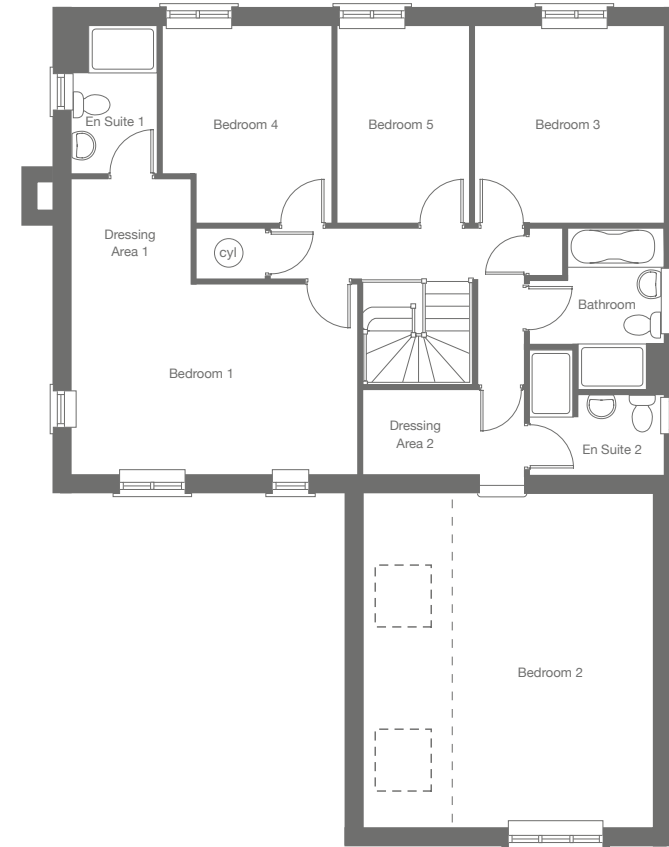 En Suite 1
Bedroom 4
Bedroom 5
Bedroom 3
Dressing
Area 1
cyl
Bathroom
Bedroom 1
Dressing
Area 2
En Suite 2
Bedroom 2